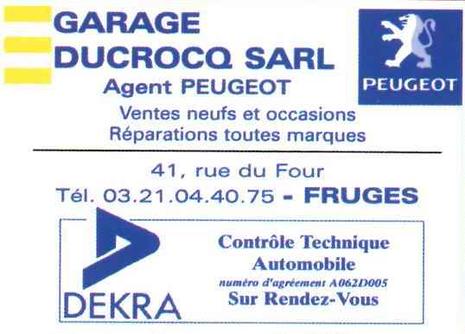 GARAGE
DUCROCQ SARL
Agent PEUGEOT
PEUGEOT
Ventes neufs et occasions
Réparations toutes marques
41, rue du Four
Tél. 03.21.04.40.75 - FRUGES
DEKRA
Contrôle Technique
Automobile
numéro d'agrément A062D005
Sur Rendez-Vous